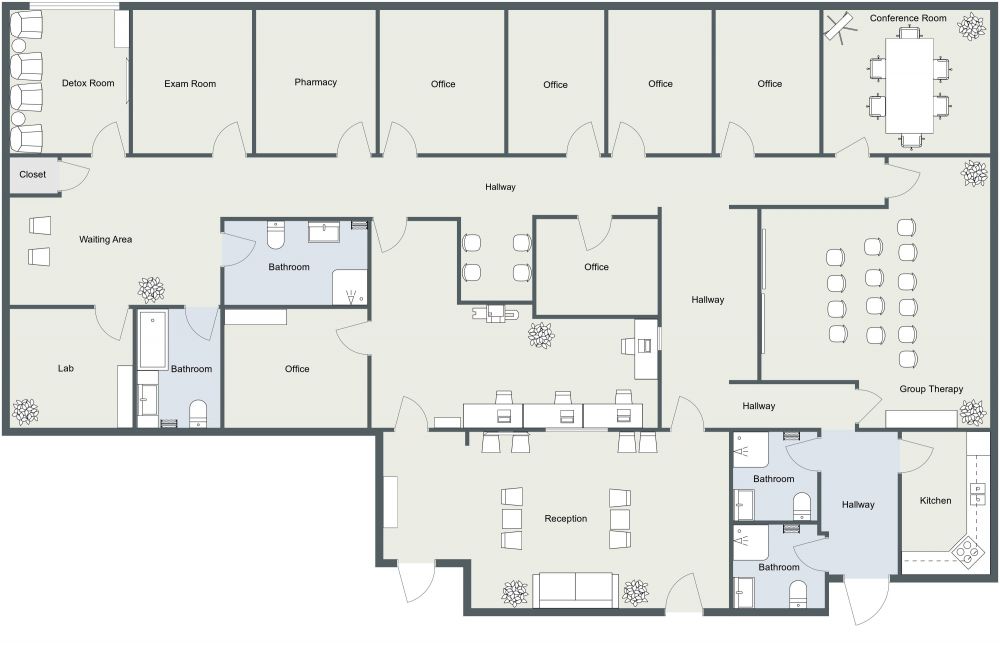 Conference Room
Detox Room
Exam Room
Pharmacy
Office
Office
Office
Office
Closet
Hallway
Waiting Area
Bathroom
Office
Hallway
Lab
Bathroom
Office
Group Therapy
Hallway
Bathroom
Kitchen
Hallway
Reception
Bathroom